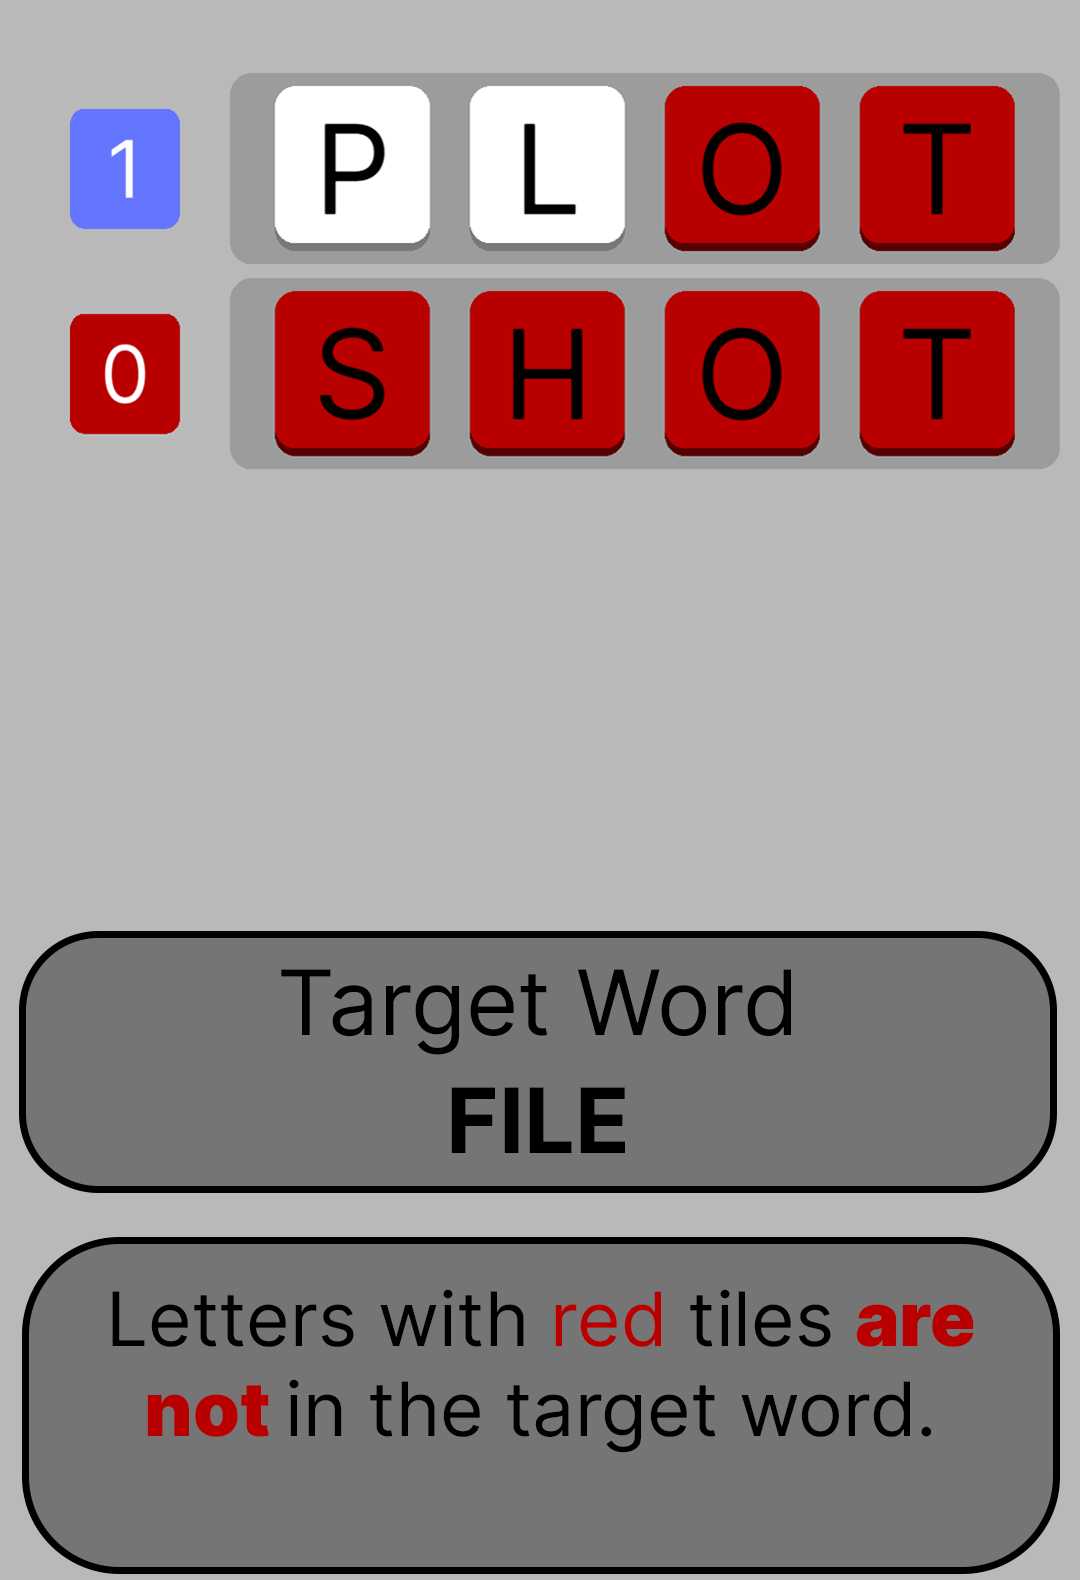 1 P L O T
0 S H O T
Target Word
FILE
Letters with red tiles are
not in the target word.